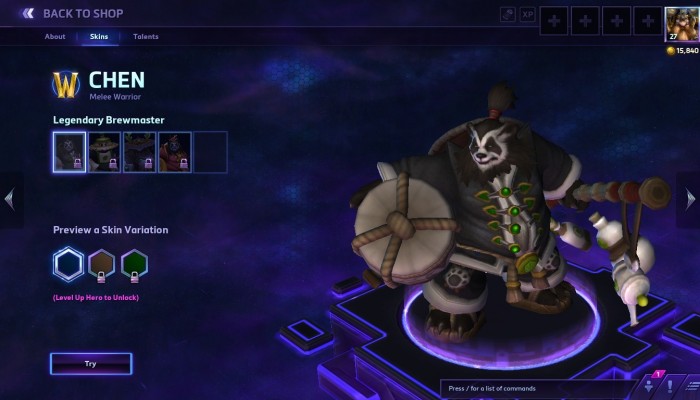 BACK TO SHOP
XP
27
15,840
About
Skins
Talents
W
CHEN
Melee Warrior
Legendary Brewmaster
Preview a Skin Variation
(Level Up Hero to Unlock)
Try
Press / for a list of commands
1